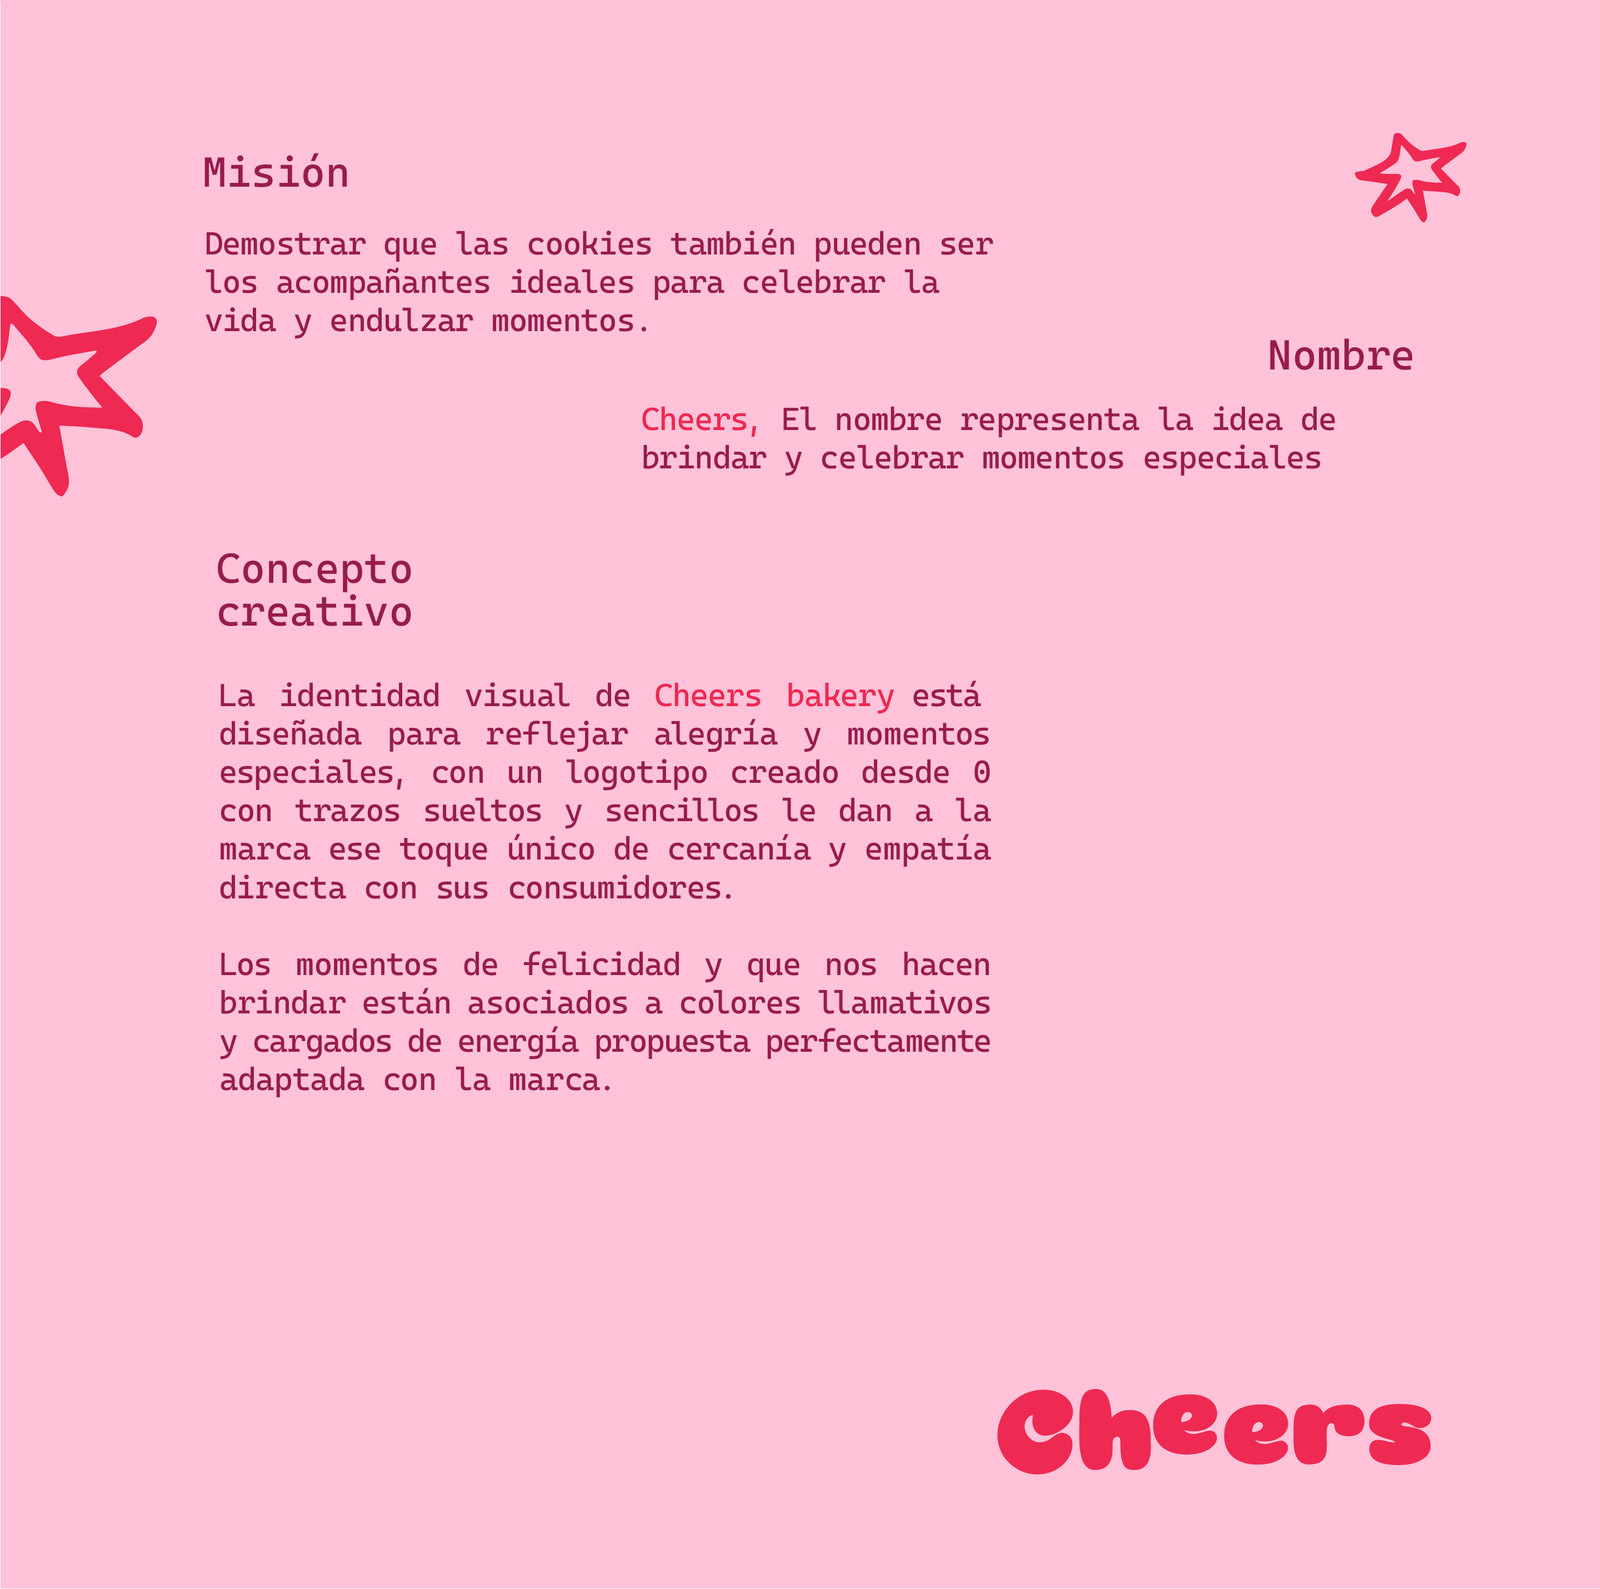 Misión
Demostrar que las cookies también pueden ser
los acompañantes ideales para celebrar la
vida y endulzar momentos.
Nombre
Cheers, El nombre representa la idea de
brindar y celebrar momentos especiales
Concepto
creativo
La identidad visual de Cheers bakery está
diseñada para reflejar alegría y momentos
especiales, con un logotipo creado desde 0
con trazos sueltos y sencillos le dan a la
marca ese toque único de cercanía y empatía
directa con sus consumidores.
Los momentos de felicidad y que nos hacen
brindar están asociados a colores llamativos
y cargados de energía propuesta perfectamente
adaptada con la marca.
Cheers